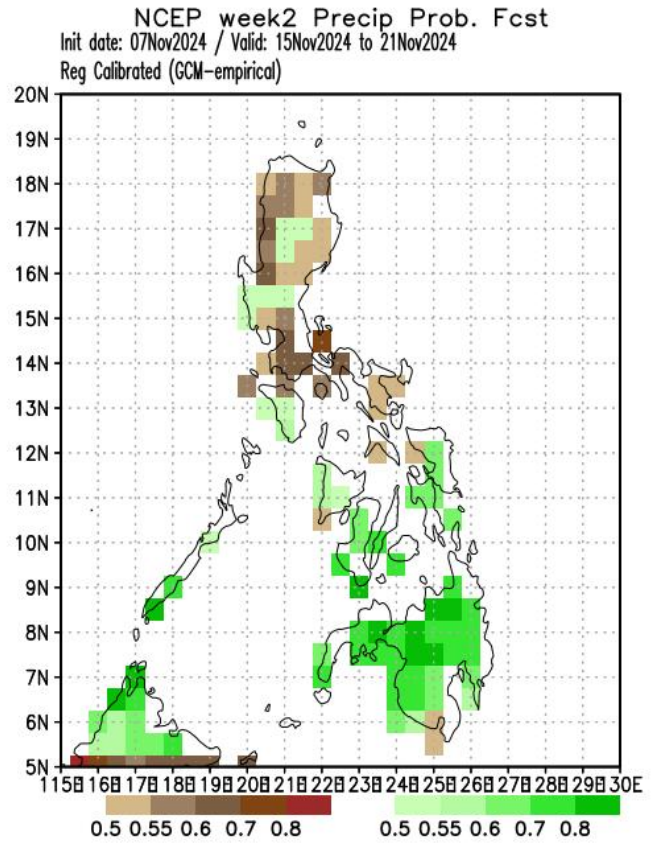 NCEP week2 Precip Prob. Fcst
Init date: 07Nov2024 / Valid: 15Nov2024 to 21Nov2024
Reg Calibrated (GCM-empirical)
20N
19N
18N
17N
16N
15N
14N
13N
12N
11N
10N
9N
8N
7N
6N
5N
115E 116E 117E 118E 119E 120E 121E 122E 123E 124E 125E 126E 127E 128E 129E 130E
0.5 0.55 0.6 0.7 0.8 0.5 0.55 0.6 0.7 0.8